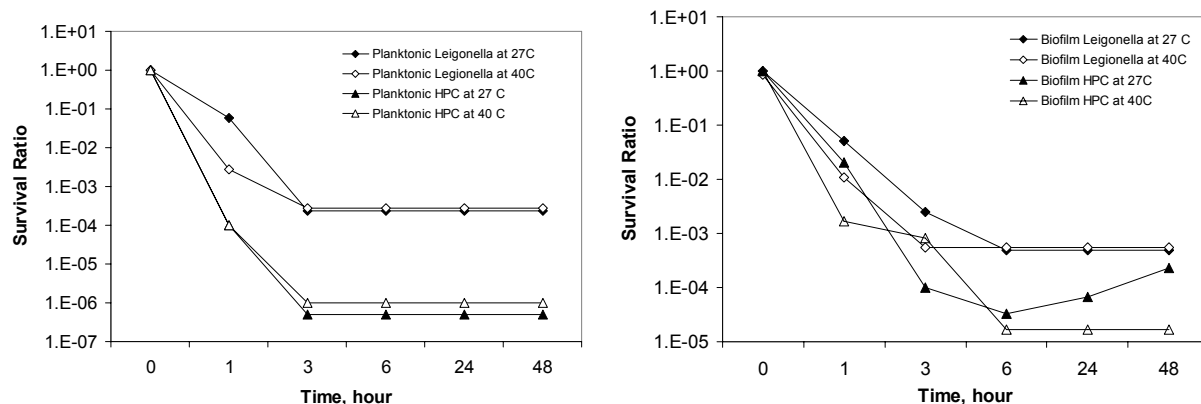 1.E+01
1.E+00
1.E-01
1.E-02
1.E-03
1.E-04
1.E-05
1.E-06
1.E-07
Survival Ratio
Planktonic Leigonella at 27C
Planktonic Legionella at 40C
Planktonic HPC at 27 C
Planktonic HPC at 40 C
0 1 3 6 24 48
Time, hour
1.E+01
1.E+00
1.E-01
1.E-02
1.E-03
1.E-04
1.E-05
Survival Ratio
Biofilm Leigonella at 27 C
Biofilm Legionella at 40C
Biofilm HPC at 27C
Biofilm HPC at 40C
0 1 3 6 24 48
Time, hour